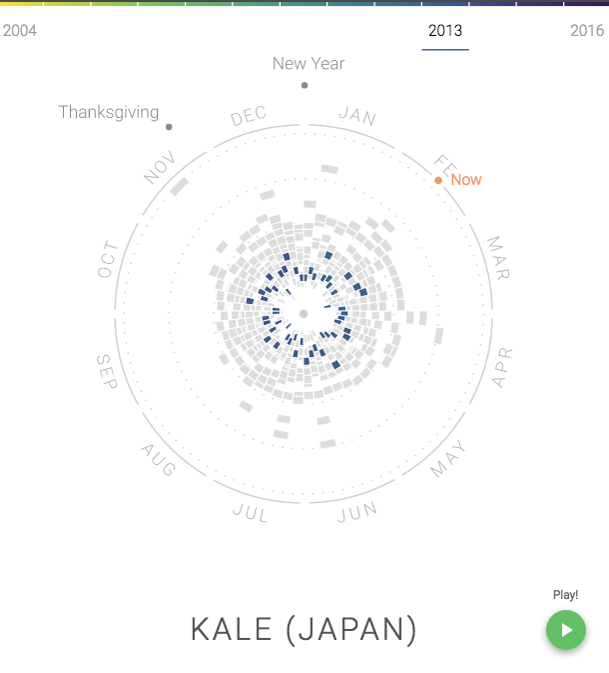 2004
2013
2016
New Year
Thanksgiving
DEC
JAN
NOV
FE
Now
OCT
MAR
SEP
APR
AUG
MAY
JUL
JUN
Play!
KALE (JAPAN)